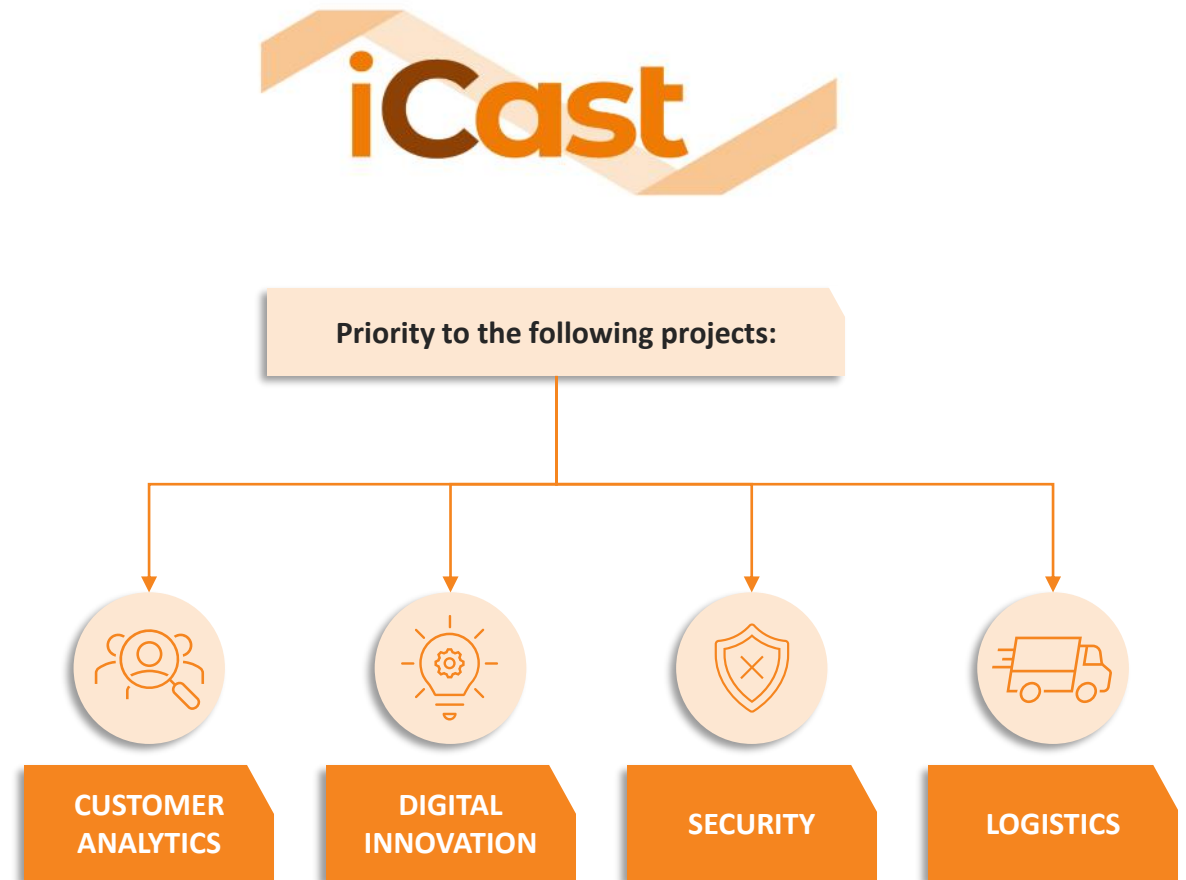 iCast
Priority to the following projects:
CUSTOMER
ANALYTICS
DIGITAL
INNOVATION
SECURITY
LOGISTICS